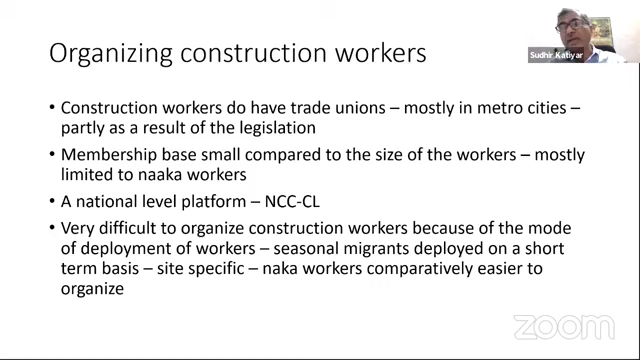 Organizing construction workers
Sudhir Katiyar
• Construction workers do have trade unions – mostly in metro cities –
partly as a result of the legislation
• Membership base small compared to the size of the workers – mostly
limited to naaka workers
• A national level platform – NCC-CL
• Very difficult to organize construction workers because of the mode
of deployment of workers – seasonal migrants deployed on a short
term basis – site specific – naka workers comparatively easier to
organize
zoom